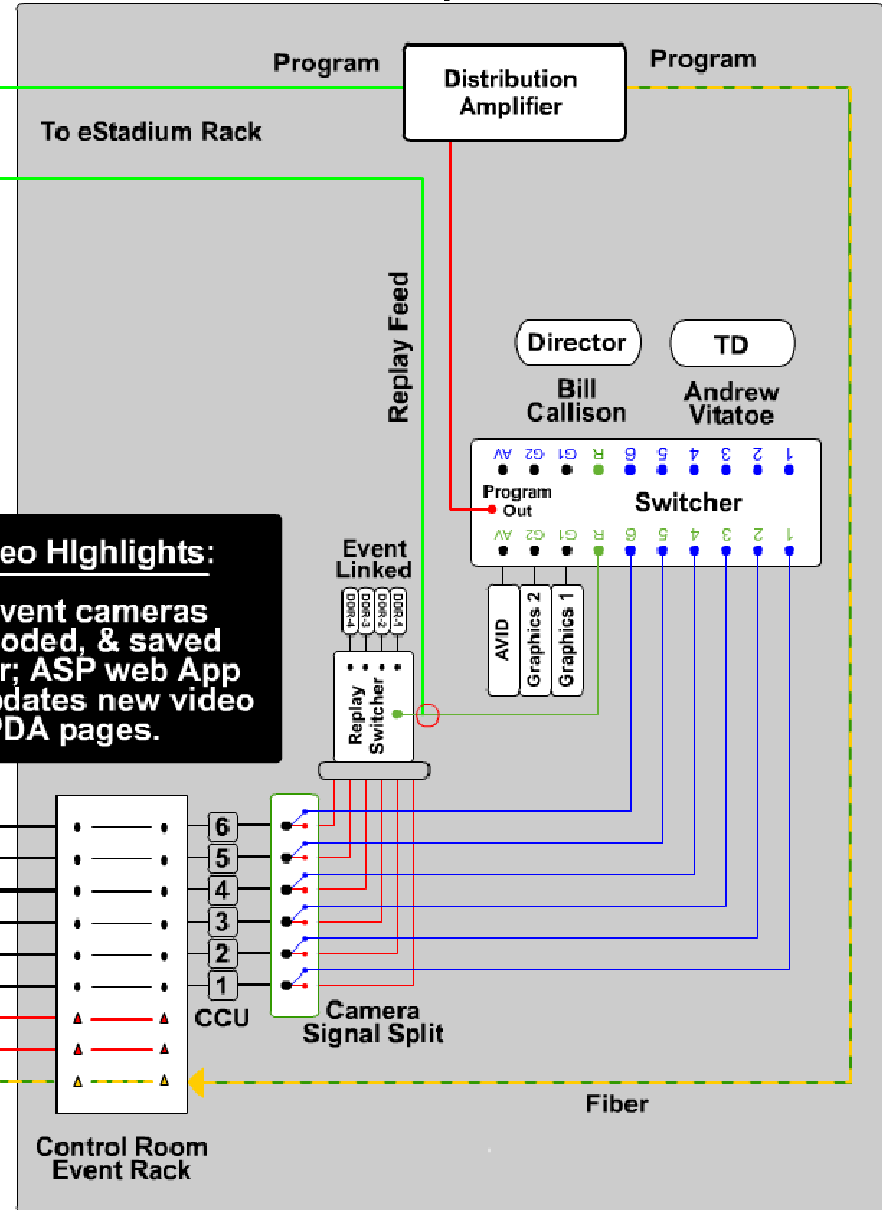 Program
Distribution
Amplifier
Program
To eStadium Rack
Replay Feed
Director
TD
Bill
Callison
Andrew
Vitatoe
AV G2 G1 R 6 5 4 3 2 1
Program
Out
Switcher
AV G2 G1 R 6 5 4 3 2 1
eo HIghlights:
vent cameras
oded, & saved
r; ASP web App
pdates new video
PDA pages.
Event
Linked
DDR-4
DDR-3
DDR-2
DDR-1
AVID
Graphics 2
Graphics 1
Replay
Switcher
6
5
4
3
2
1
CCU
Camera
Signal Split
Fiber
Control Room
Event Rack